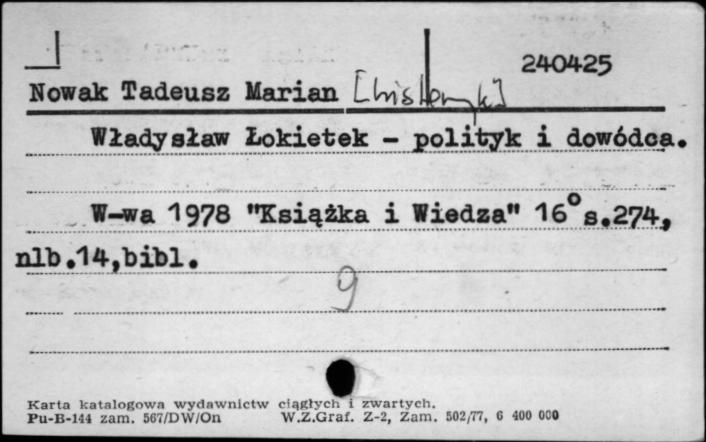 240425
Nowak Tadeusz Marian [historyk]
Władysław Łokietek - polityk i dowódca.
W-wa 1978 "Książka i Wiedza" 16° s.274,
nlb.14,bibl.
9
Karta katalogowa wydawnictw ciągłych i zwartych.
Pu-B-144 zam. 567/DW/On W.Z.Graf. Z-2, Zam. 502/77, 6 400 000